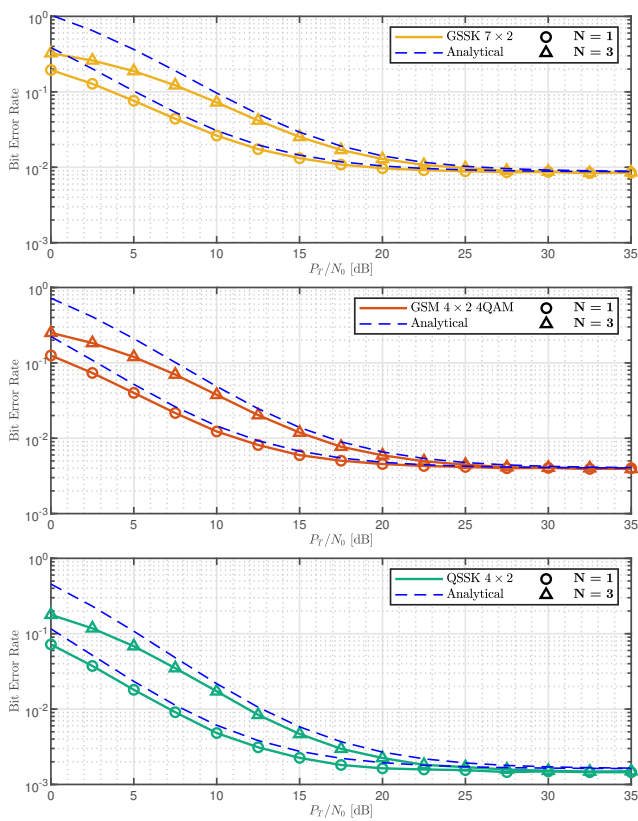 10^0
10^-1
10^-2
10^-3
Bit Error Rate
GSSK 7 × 2
Analytical
N = 1
N = 3
0 5 10 15 20 25 30 35
P_T/N_0 [dB]
10^0
10^-1
10^-2
10^-3
Bit Error Rate
GSM 4 × 2 4QAM
Analytical
N = 1
N = 3
0 5 10 15 20 25 30 35
P_T/N_0 [dB]
10^0
10^-1
10^-2
10^-3
Bit Error Rate
QSSK 4 × 2
Analytical
N = 1
N = 3
0 5 10 15 20 25 30 35
P_T/N_0 [dB]